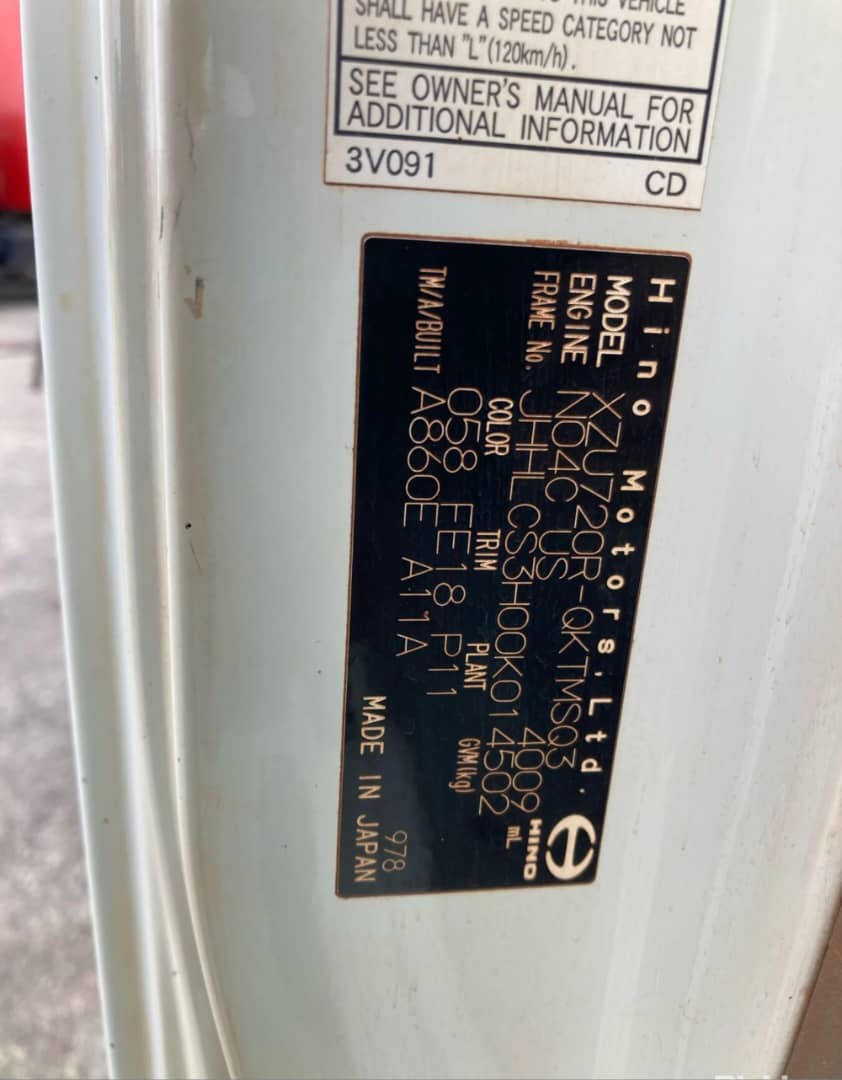 SHALL HAVE A SPEED CATEGORY NOT
LESS THAN "L"(120km/h).
SEE OWNER'S MANUAL FOR
ADDITIONAL INFORMATION
3V091 CD
Hino Motors, Ltd.
MODEL XZU720R-QKTMSQ3
ENGINE N04C US 4009 mL
FRAME No. JHHLCS3H00K014502
COLOR TRIM PLANT GVM(kg)
058 EE18 P11
TM/A/BUILT A860E A11A
978
MADE IN JAPAN
HINO